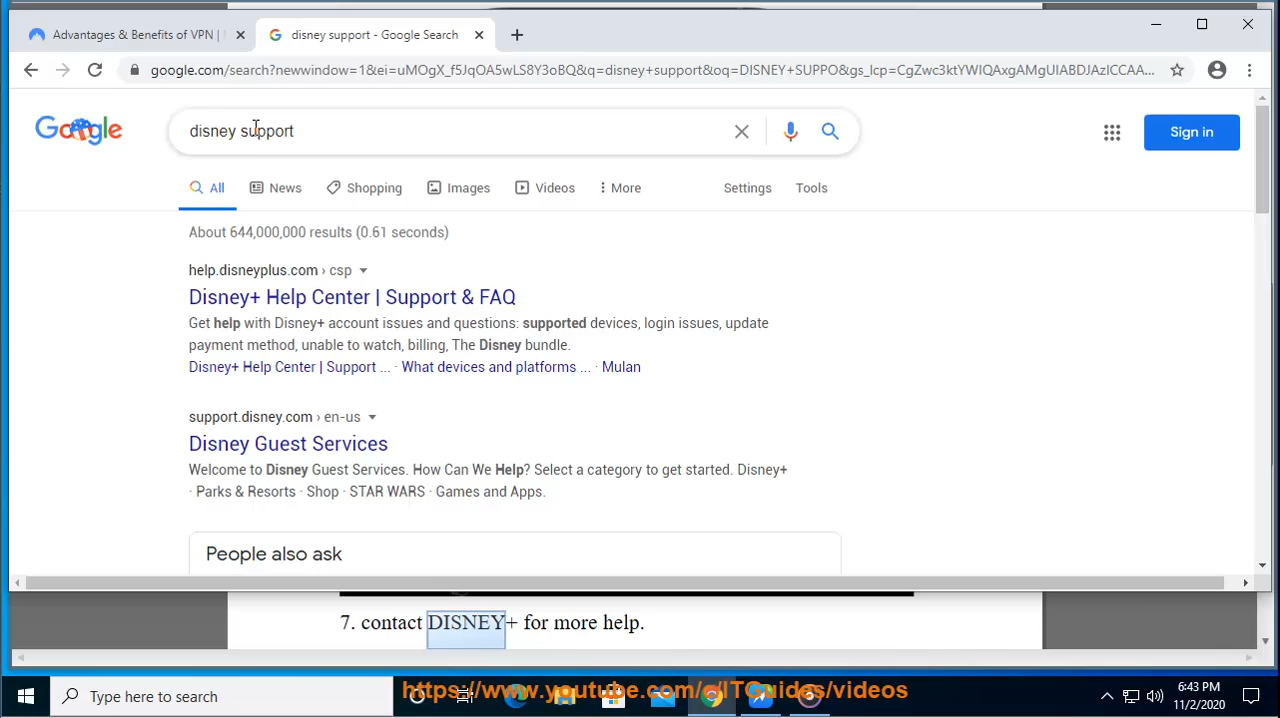 Advantages & Benefits of VPN |
disney support - Google Search
google.com/search?newwindow=1&ei=uMOgX_f5JqOA5wLS8Y3oBQ&q=disney+support&oq=DISNEY+SUPPO&gs_lcp=CgZwc3ktYWIQAxgAMgUIABDJAzICCAA...
Google
disney support
Sign in
All
News
Shopping
Images
Videos
More
Settings
Tools
About 644,000,000 results (0.61 seconds)
help.disneyplus.com › csp
Disney+ Help Center | Support & FAQ
Get help with Disney+ account issues and questions: supported devices, login issues, update
payment method, unable to watch, billing, The Disney bundle.
Disney+ Help Center | Support ... · What devices and platforms ... · Mulan
support.disney.com › en-us
Disney Guest Services
Welcome to Disney Guest Services. How Can We Help? Select a category to get started. Disney+
· Parks & Resorts · Shop · STAR WARS · Games and Apps.
People also ask
7. contact DISNEY+ for more help.
Type here to search
https://www.youtube.com/c/ITGuides/videos
6:43 PM
11/2/2020